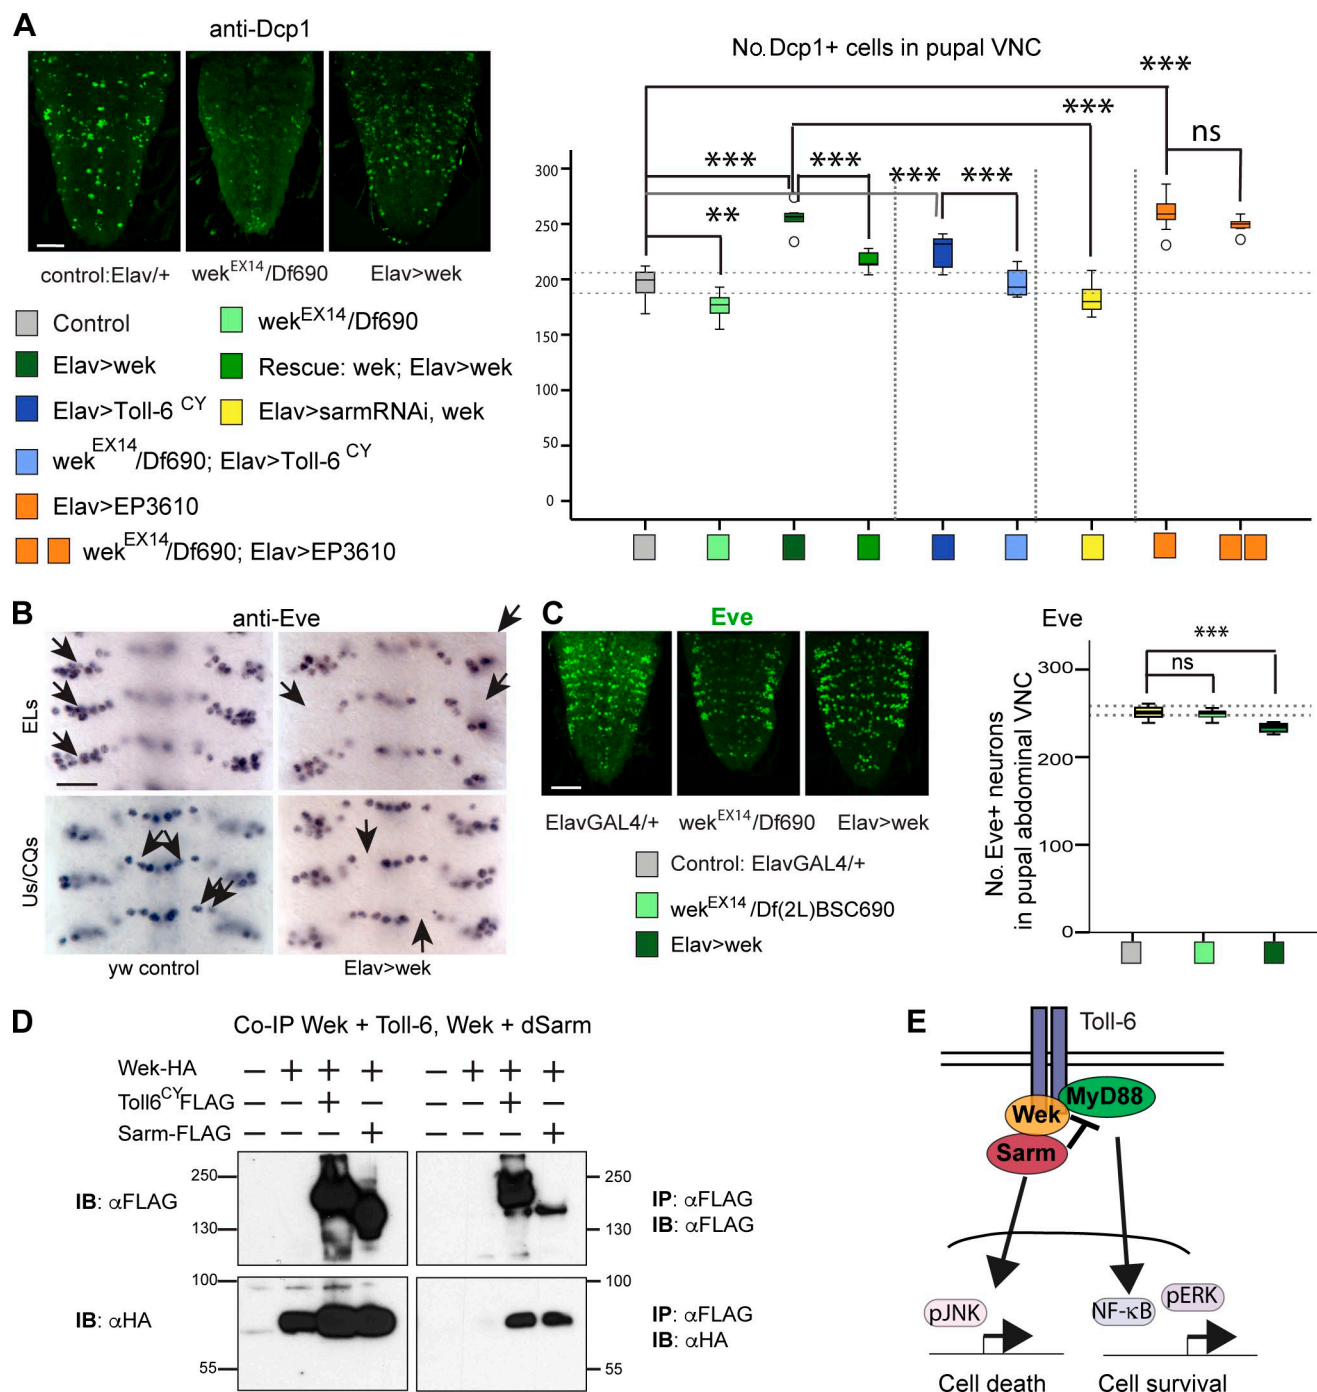 A
anti-Dcp1
control:Elav/+
wekEX14/Df690
Elav>wek
Control
wekEX14/Df690
Elav>wek
Rescue: wek; Elav>wek
Elav>Toll-6 CY
Elav>sarmRNAi, wek
wekEX14/Df690; Elav>Toll-6 CY
Elav>EP3610
wekEX14/Df690; Elav>EP3610
No. Dcp1+ cells in pupal VNC
***
***
ns
***
***
***
***
**
300
250
200
150
100
50
0
B
anti-Eve
ELs
Us/CQs
yw control
Elav>wek
C
Eve
ElavGAL4/+
wekEX14/Df690
Elav>wek
Control: ElavGAL4/+
wekEX14/Df(2L)BSC690
Elav>wek
Eve
***
ns
No. Eve+ neurons
in pupal abdominal VNC
300
200
100
0
D
Co-IP Wek + Toll-6, Wek + dSarm
Wek-HA – + + + – + + +
Toll6CYFLAG – – + – – – + –
Sarm-FLAG – – – + – – – +
IB: αFLAG
250
130
250
130
IP: αFLAG
IB: αFLAG
IB: αHA
100
55
100
55
IP: αFLAG
IB: αHA
E
Toll-6
MyD88
Wek
Sarm
pJNK
NF-κB
pERK
Cell death
Cell survival